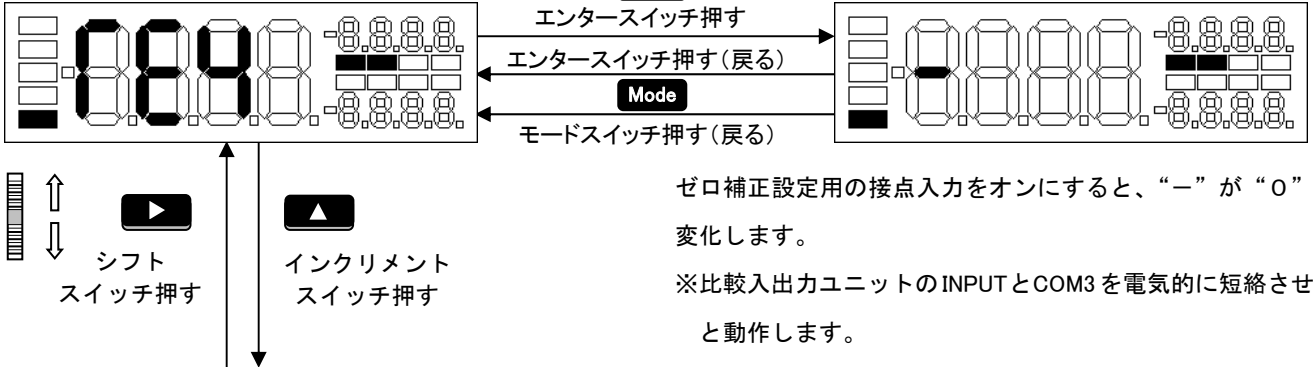 エンタースイッチ押す
エンタースイッチ押す(戻る)
Mode
モードスイッチ押す(戻る)
シフト
スイッチ押す
インクリメント
スイッチ押す
ゼロ補正設定用の接点入力をオンにすると、“－”が“0”
変化します。
※比較入出力ユニットのINPUTとCOM3を電気的に短絡させ
と動作します。